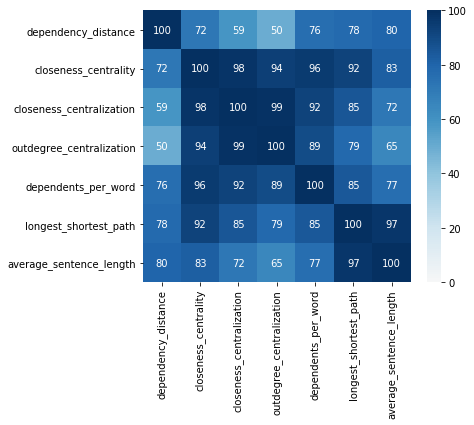 dependency_distance 100 72 59 50 76 78 80
closeness_centrality 72 100 98 94 96 92 83
closeness_centralization 59 98 100 99 92 85 72
outdegree_centralization 50 94 99 100 89 79 65
dependents_per_word 76 96 92 89 100 85 77
longest_shortest_path 78 92 85 79 85 100 97
average_sentence_length 80 83 72 65 77 97 100
dependency_distance
closeness_centrality
closeness_centralization
outdegree_centralization
dependents_per_word
longest_shortest_path
average_sentence_length
100
80
60
40
20
0